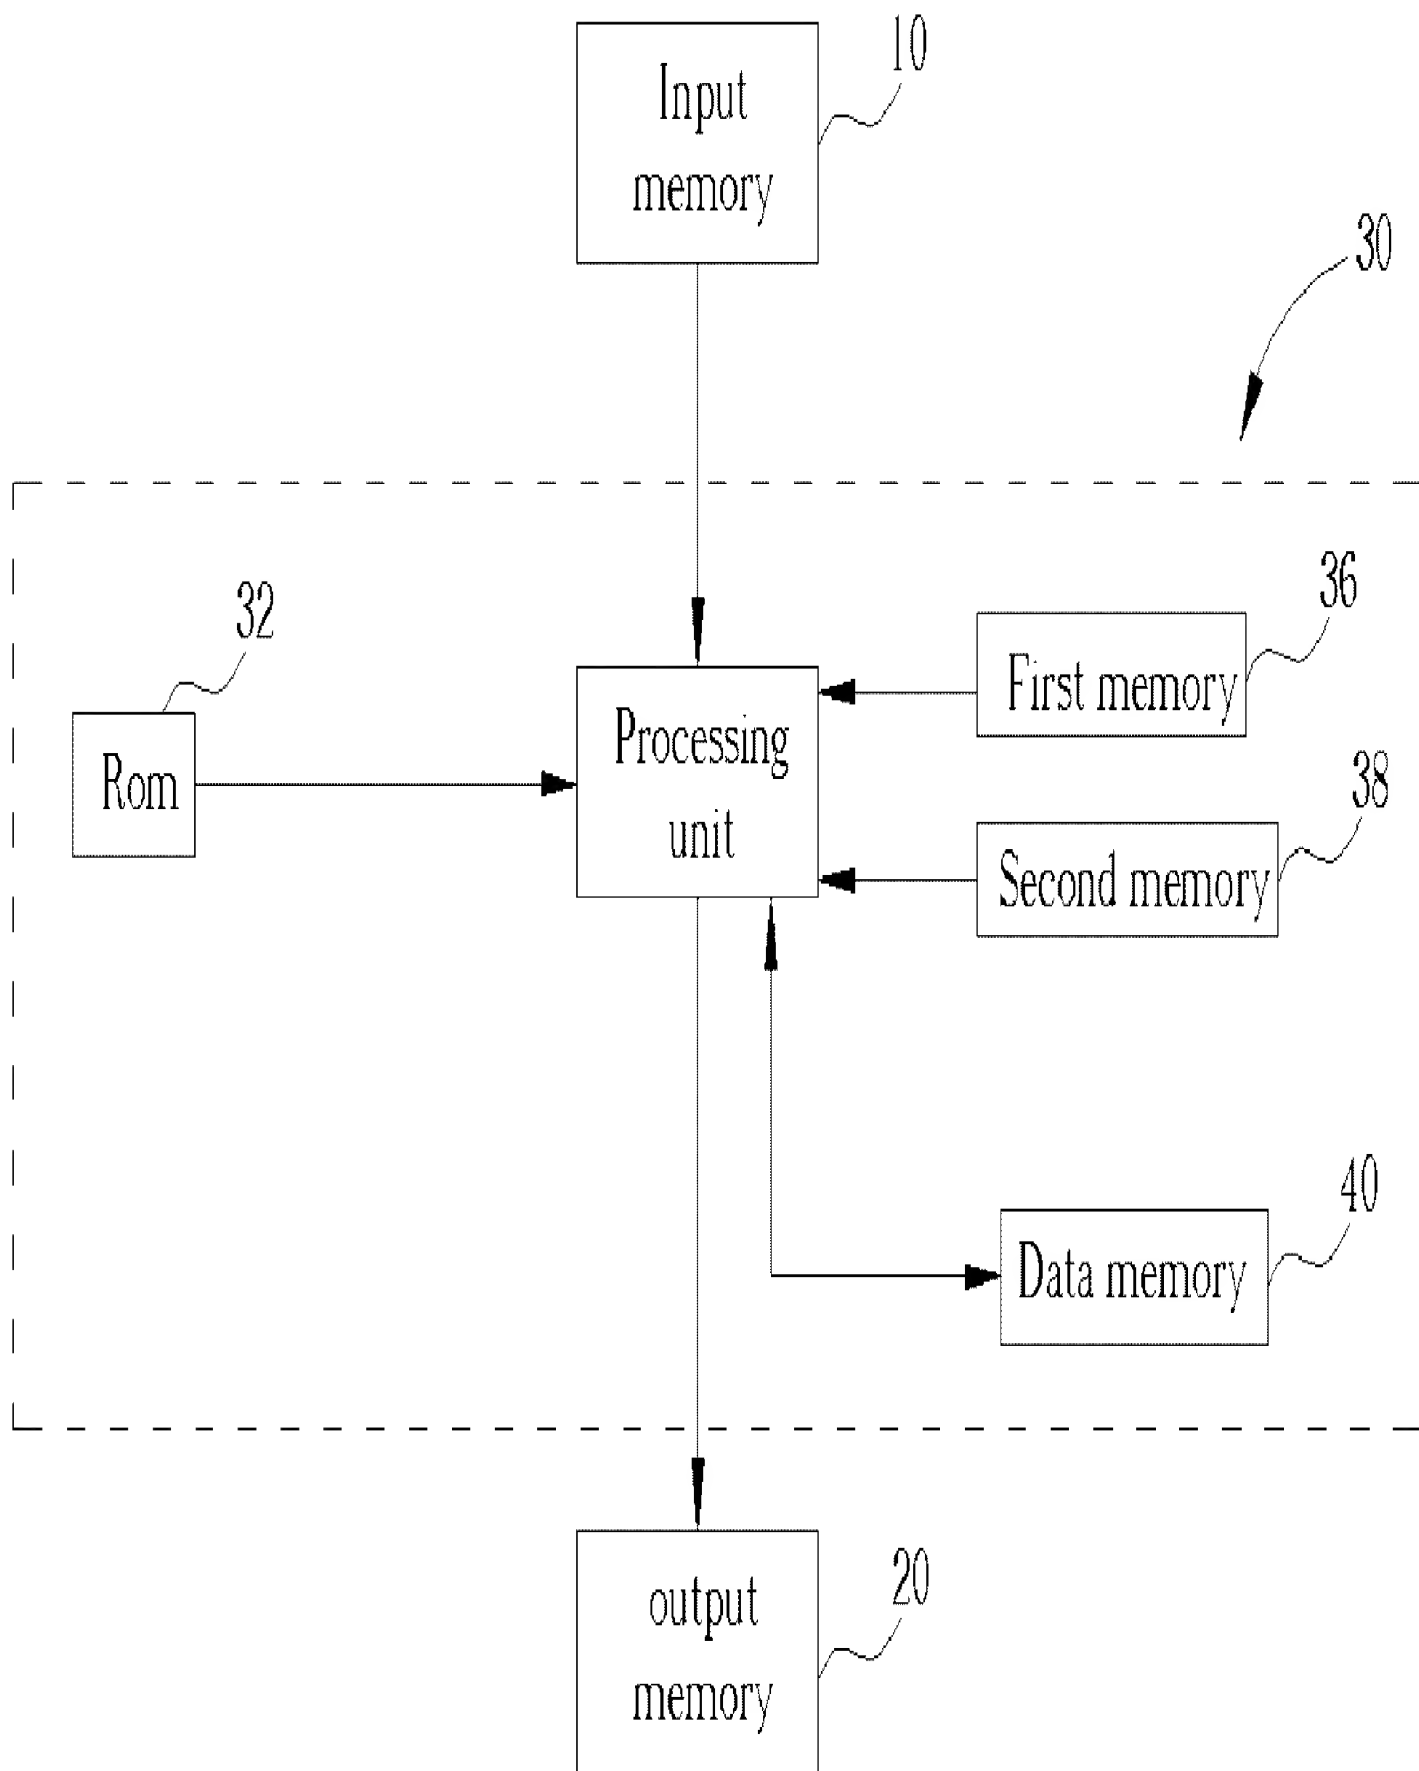 10
Input
memory
30
36
32
First memory
Processing
unit
Rom
38
Second memory
40
Data memory
20
output
memory